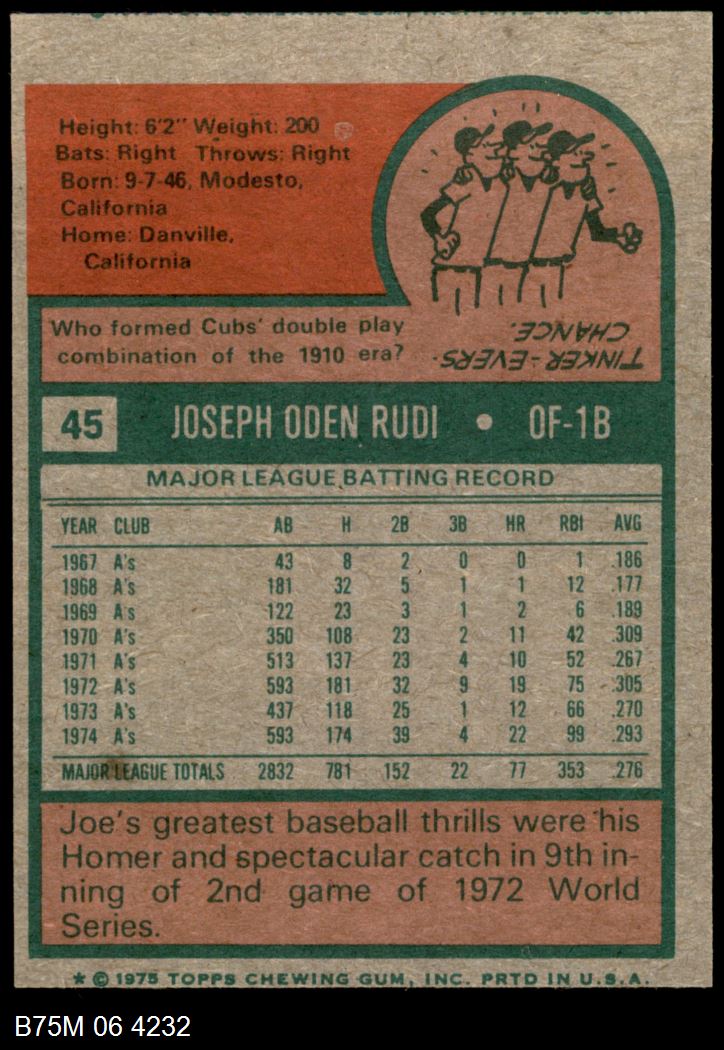 Height: 6'2" Weight: 200
Bats: Right Throws: Right
Born: 9-7-46, Modesto,
California
Home: Danville,
California
Who formed Cubs' double play
combination of the 1910 era?
TINKER-EVERS-
CHANCE.
45 JOSEPH ODEN RUDI • OF-1B
MAJOR LEAGUE BATTING RECORD
YEAR CLUB AB H 2B 3B HR RBI AVG
1967 A's 43 8 2 0 0 1 .186
1968 A's 181 32 5 1 1 12 .177
1969 A's 122 23 3 1 2 6 .189
1970 A's 350 108 23 2 11 42 .309
1971 A's 513 137 23 4 10 52 .267
1972 A's 593 181 32 9 19 75 .305
1973 A's 437 118 25 1 12 66 .270
1974 A's 593 174 39 4 22 99 .293
MAJOR LEAGUE TOTALS 2832 781 152 22 77 353 .276
Joe's greatest baseball thrills were his
Homer and spectacular catch in 9th in-
ning of 2nd game of 1972 World
Series.
* © 1975 TOPPS CHEWING GUM, INC. PRTD IN U.S.A.
B75M 06 4232